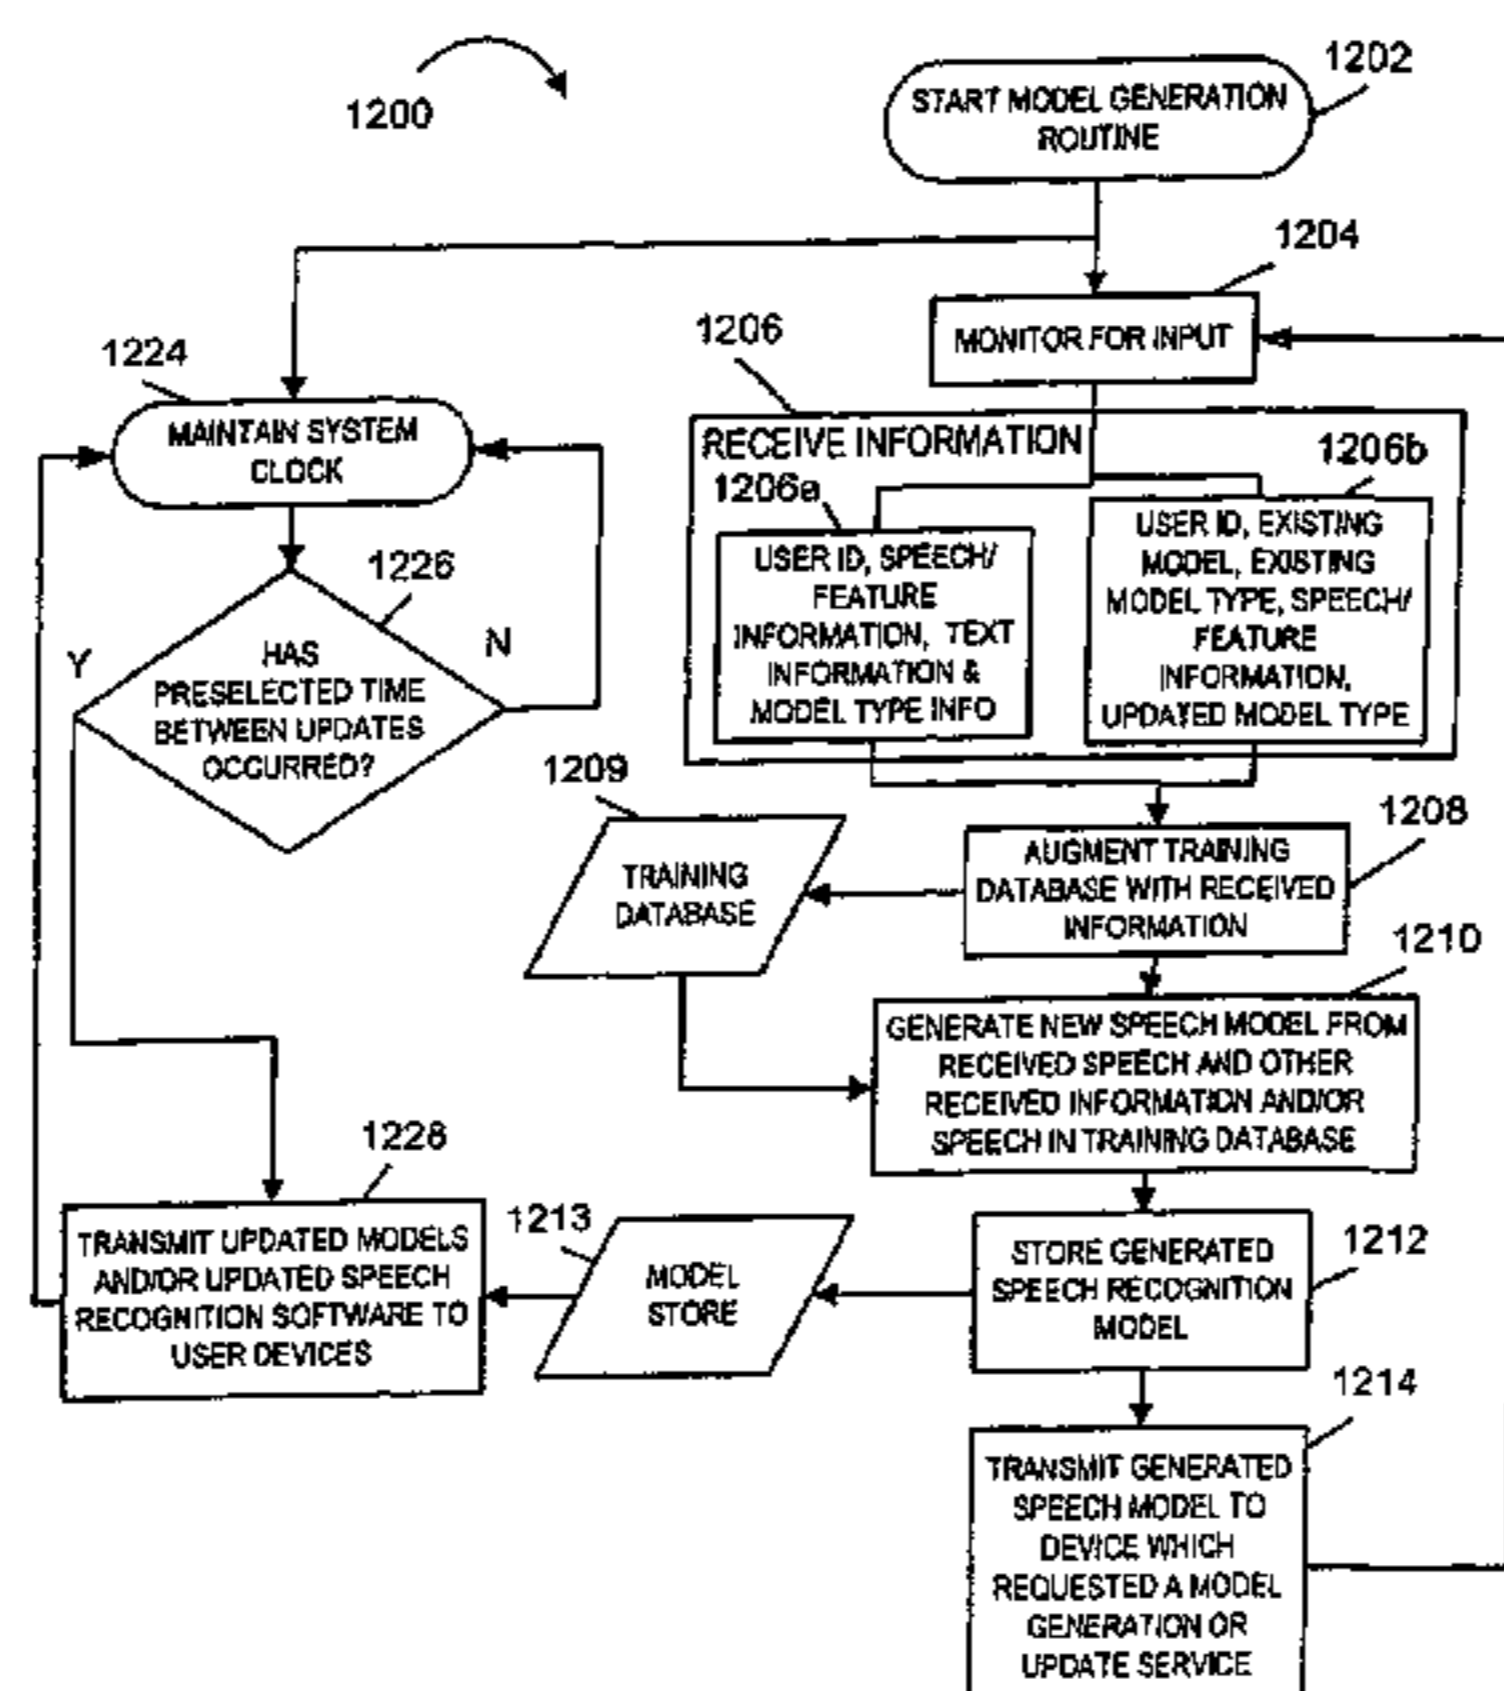 1200
1202
START MODEL GENERATION
ROUTINE
1204
MONITOR FOR INPUT
1206
RECEIVE INFORMATION
1206a
USER ID, SPEECH/
FEATURE
INFORMATION, TEXT
INFORMATION &
MODEL TYPE INFO
1206b
USER ID, EXISTING
MODEL, EXISTING
MODEL TYPE, SPEECH/
FEATURE
INFORMATION,
UPDATED MODEL TYPE
1224
MAINTAIN SYSTEM
CLOCK
1226
HAS
PRESELECTED TIME
BETWEEN UPDATES
OCCURRED?
Y
N
1209
TRAINING
DATABASE
1208
AUGMENT TRAINING
DATABASE WITH RECEIVED
INFORMATION
1210
GENERATE NEW SPEECH MODEL FROM
RECEIVED SPEECH AND OTHER
RECEIVED INFORMATION AND/OR
SPEECH IN TRAINING DATABASE
1228
TRANSMIT UPDATED MODELS
AND/OR UPDATED SPEECH
RECOGNITION SOFTWARE TO
USER DEVICES
1213
MODEL
STORE
1212
STORE GENERATED
SPEECH RECOGNITION
MODEL
1214
TRANSMIT GENERATED
SPEECH MODEL TO
DEVICE WHICH
REQUESTED A MODEL
GENERATION OR
UPDATE SERVICE